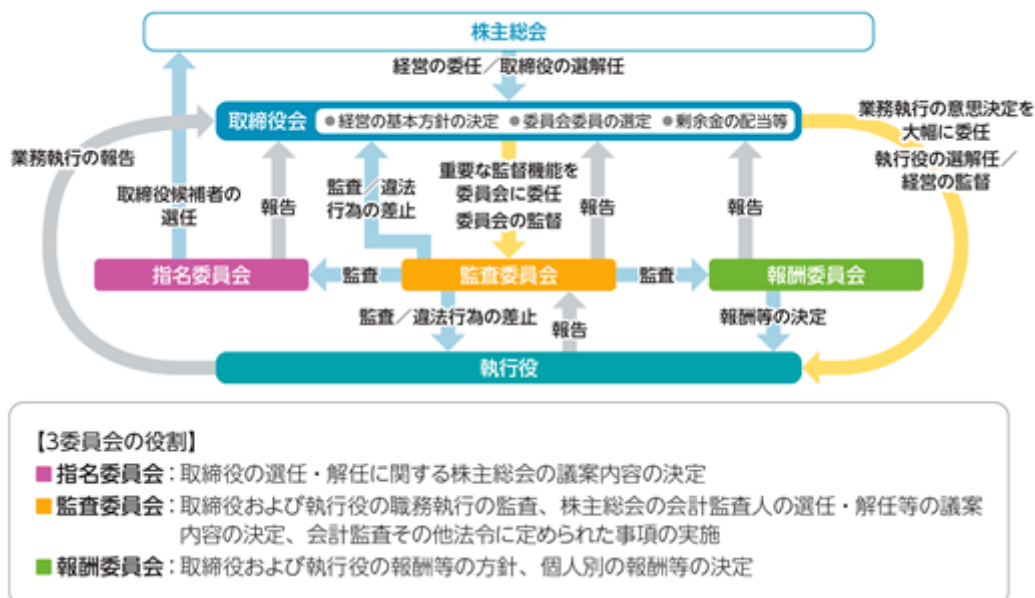 株主総会
経営の委任／取締役の選解任
取締役会
●経営の基本方針の決定 ●委員会委員の選定 ●剰余金の配当等
業務執行の意思決定を
大幅に委任
執行役の選解任／
経営の監督
業務執行の報告
取締役候補者の
選任
報告
監査／違法
行為の差止
重要な監督機能を
委員会に委任
委員会の監督
報告
報告
指名委員会
監査
監査委員会
監査
報酬委員会
監査／違法行為の差止
報告
報酬等の決定
執行役
【3委員会の役割】
■指名委員会：取締役の選任・解任に関する株主総会の議案内容の決定
■監査委員会：取締役および執行役の職務執行の監査、株主総会の会計監査人の選任・解任等の議案
内容の決定、会計監査その他法令に定められた事項の実施
■報酬委員会：取締役および執行役の報酬等の方針、個人別の報酬等の決定